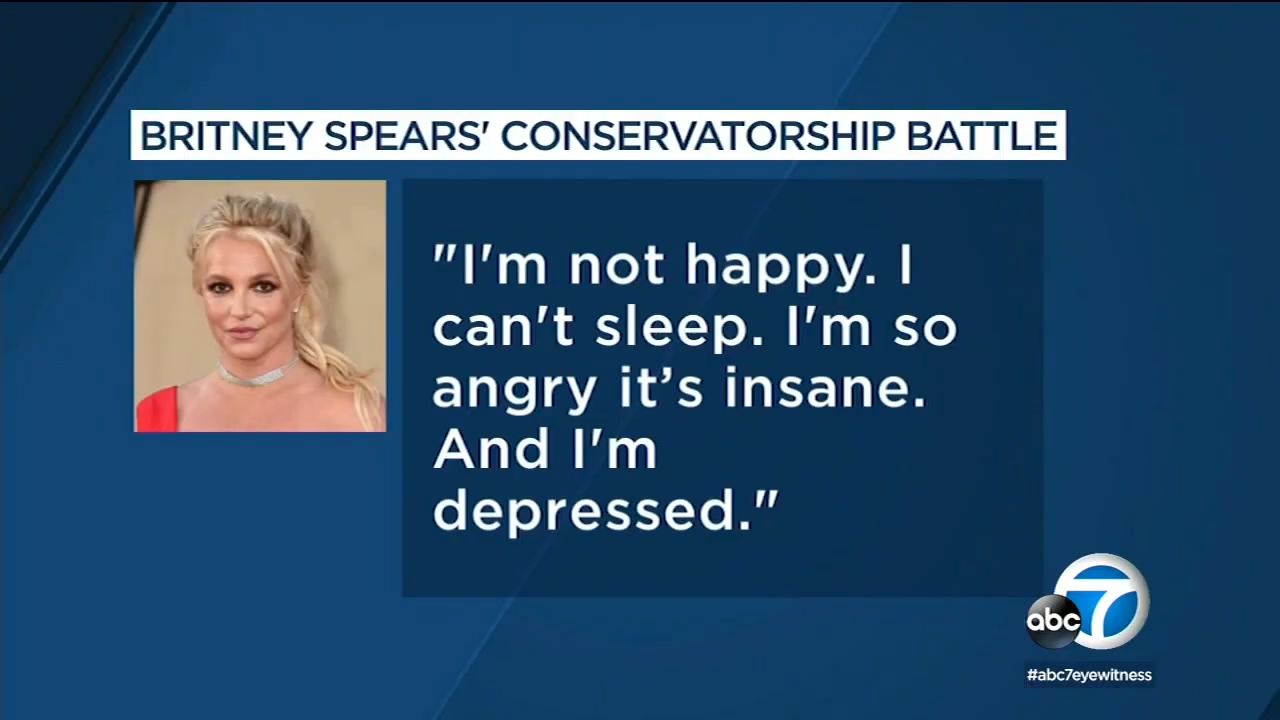 BRITNEY SPEARS' CONSERVATORSHIP BATTLE
"I'm not happy. I
can't sleep. I'm so
angry it’s insane.
And I'm
depressed."
abc 7
#abc7eyewitness